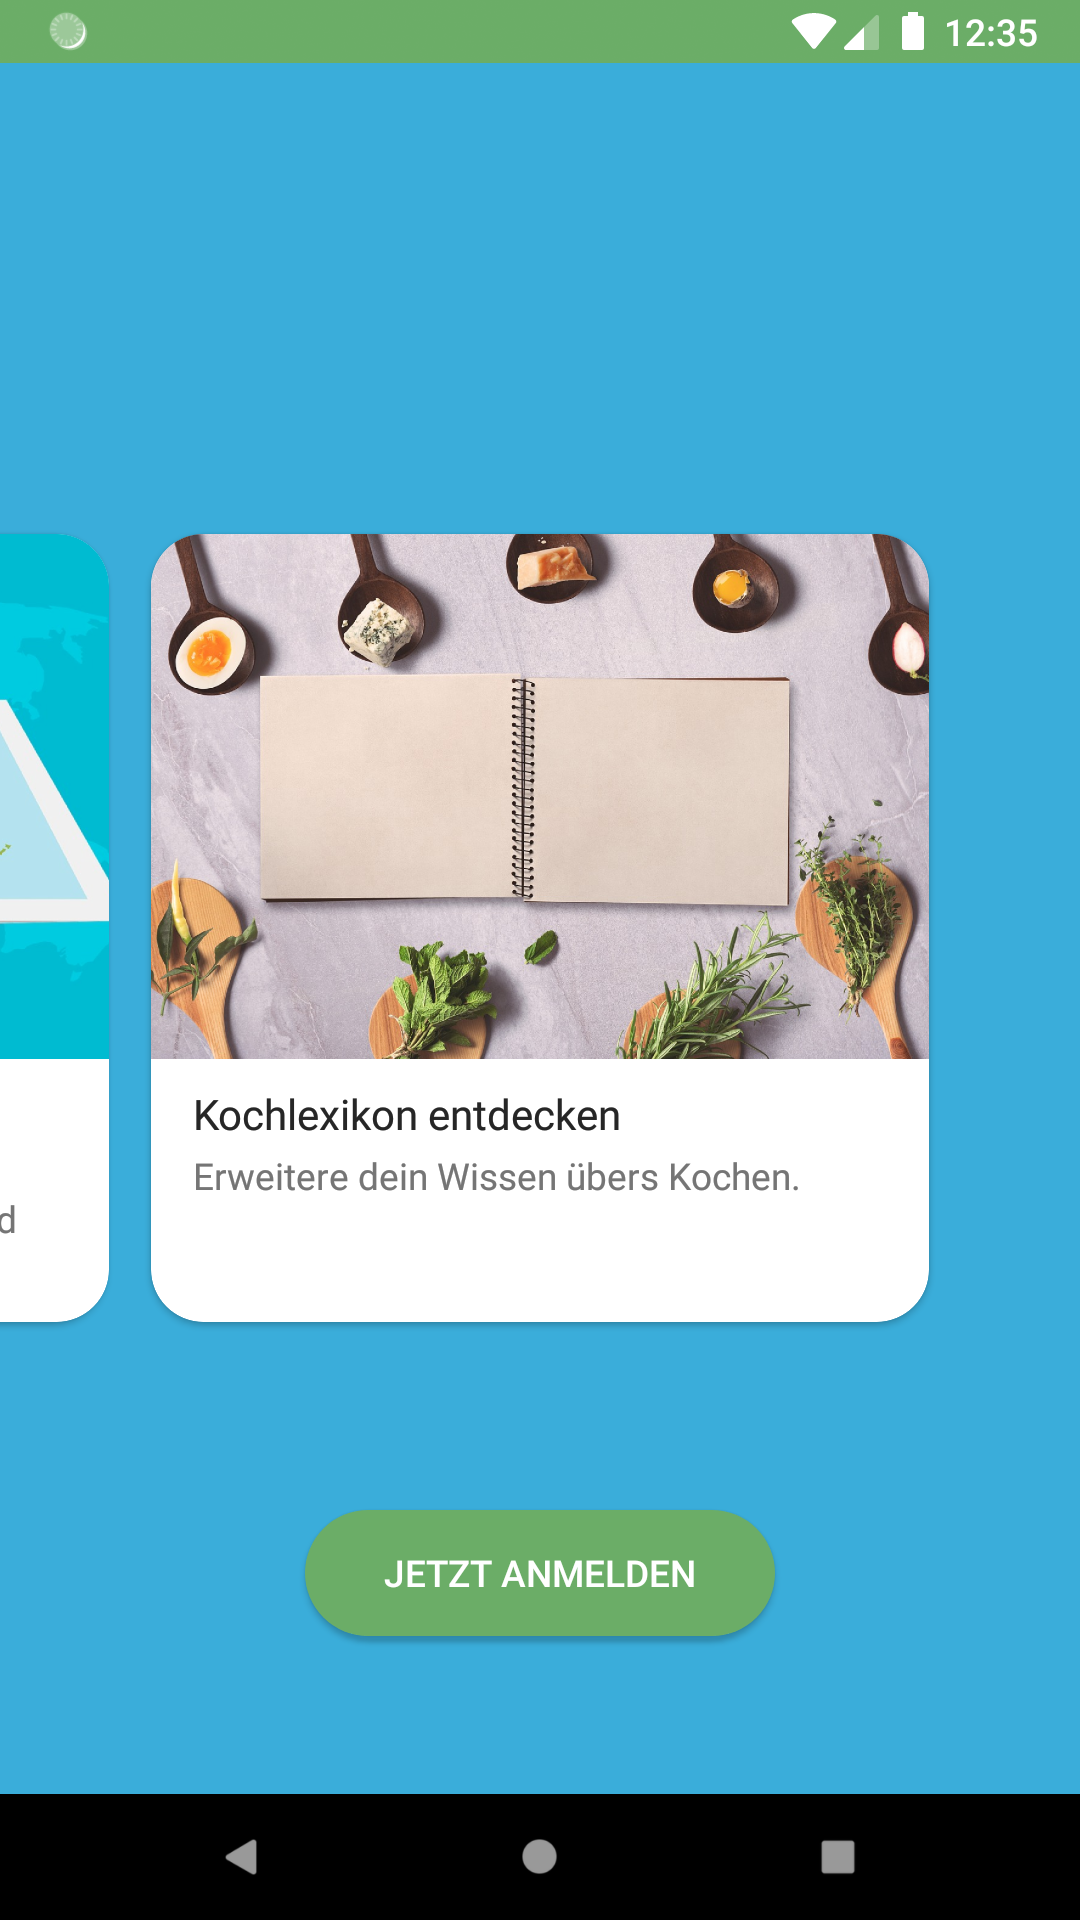 12:35
Kochlexikon entdecken
Erweitere dein Wissen übers Kochen.
d
JETZT ANMELDEN